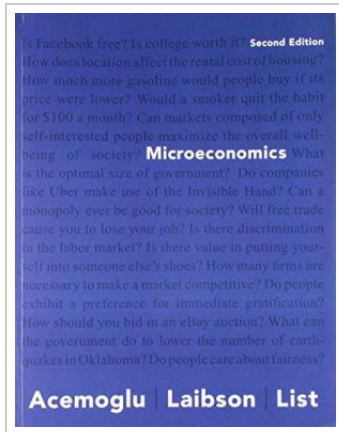 Is Facebook free? Is college worth it? Second Edition
How does location affect the rental cost of housing?
How much more gasoline would people buy if its
price were lower? Would a smoker quit the habit
for $100 a month? Can markets composed of only
self-interested people maximize the overall well-
being of society? Microeconomics What
is the optimal size of government? Do companies
like Uber make use of the Invisible Hand? Can a
monopoly ever be good for society? Will free trade
cause you to lose your job? Is there discrimination
in the labor market? Is there value in putting your-
self into someone else's shoes? How many firms are
necessary to make a market competitive? Do people
exhibit a preference for immediate gratification?
How should you bid in an eBay auction? What can
the government do to lower the number of earth-
quakes in Oklahoma? Do people care about fairness?
Acemoglu | Laibson | List